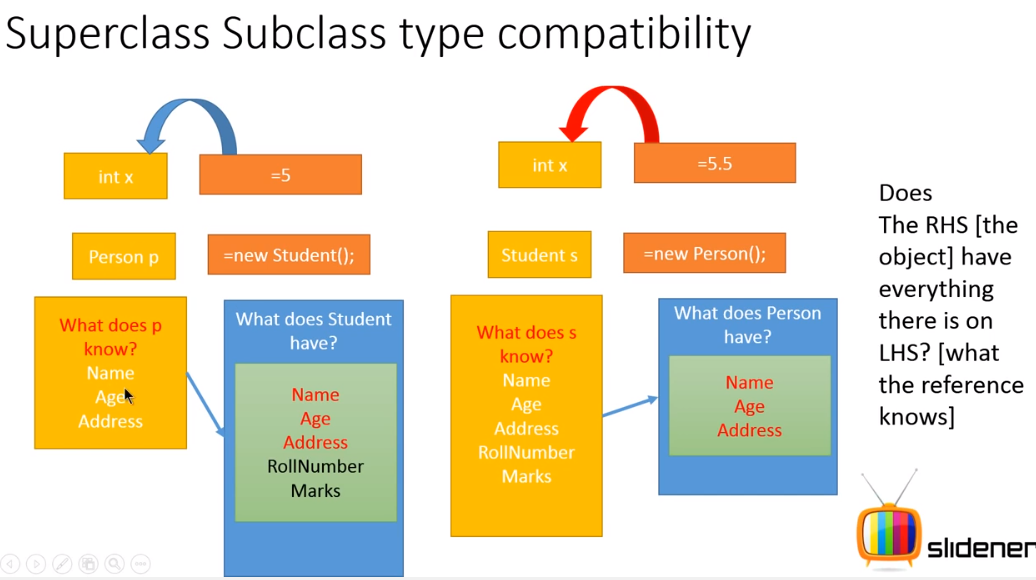 Superclass Subclass type compatibility
int x
=5
int x
=5.5
Person p
=new Student();
Student s
=new Person();
What does p
know?
Name
Age
Address
What does Student
have?
Name
Age
Address
RollNumber
Marks
What does s
know?
Name
Age
Address
RollNumber
Marks
What does Person
have?
Name
Age
Address
Does
The RHS [the
object] have
everything
there is on
LHS? [what
the reference
knows]
slidener